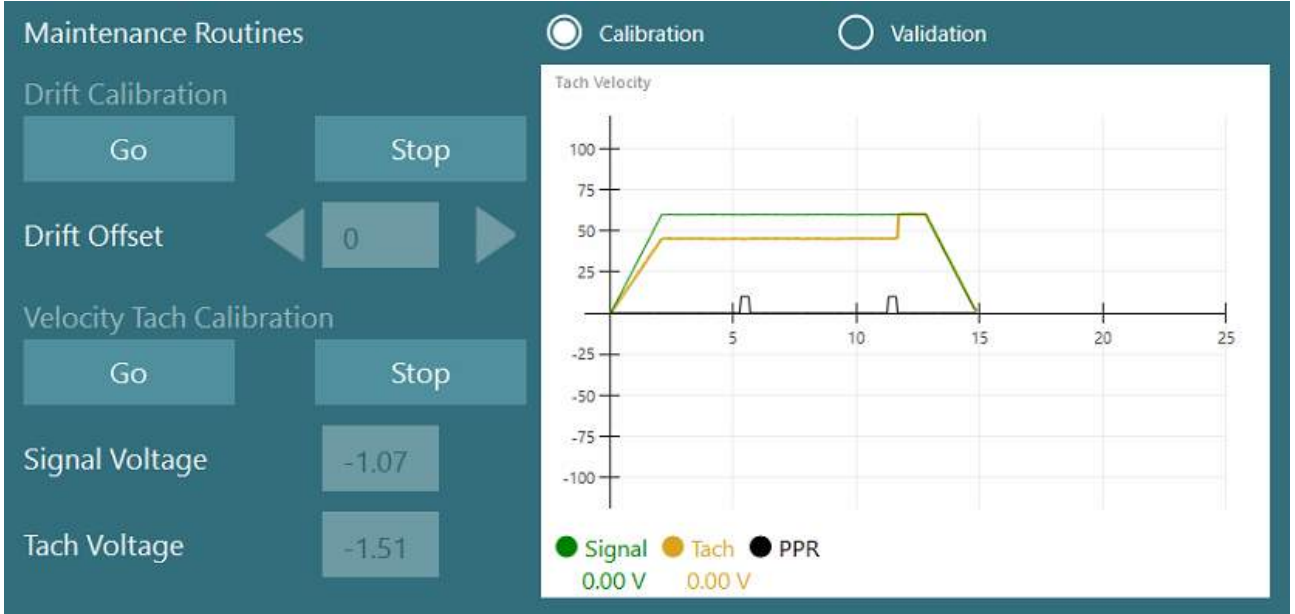 Maintenance Routines
Calibration
Validation
Drift Calibration
Go
Stop
Drift Offset
0
Velocity Tach Calibration
Go
Stop
Signal Voltage
-1.07
Tach Voltage
-1.51
Tach Velocity
100
75
50
25
5
10
15
20
25
-25
-50
-75
-100
Signal
Tach
PPR
0.00 V
0.00 V